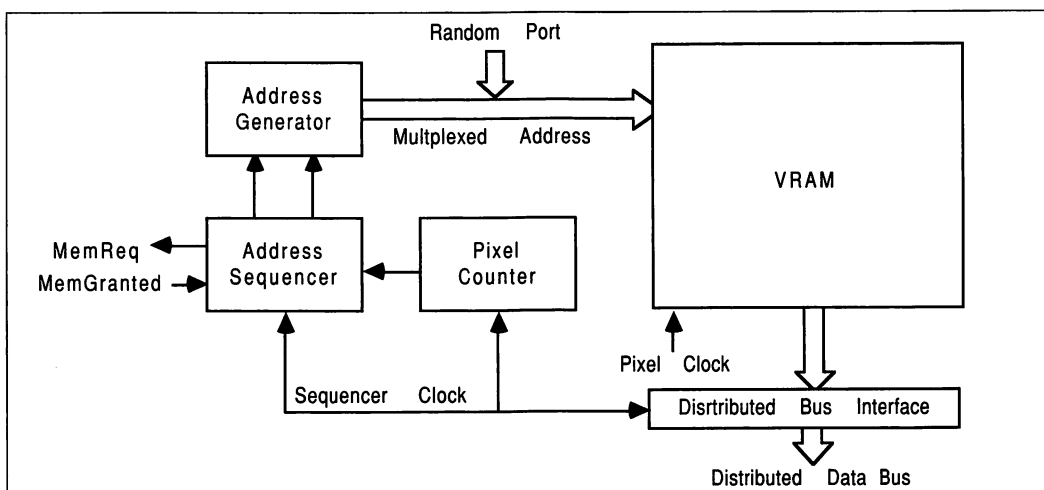 Random Port
Address
Generator
Multplexed Address
VRAM
MemReq
MemGranted
Address
Sequencer
Pixel
Counter
Pixel Clock
Sequencer Clock
Disrtributed Bus Interface
Distributed Data Bus